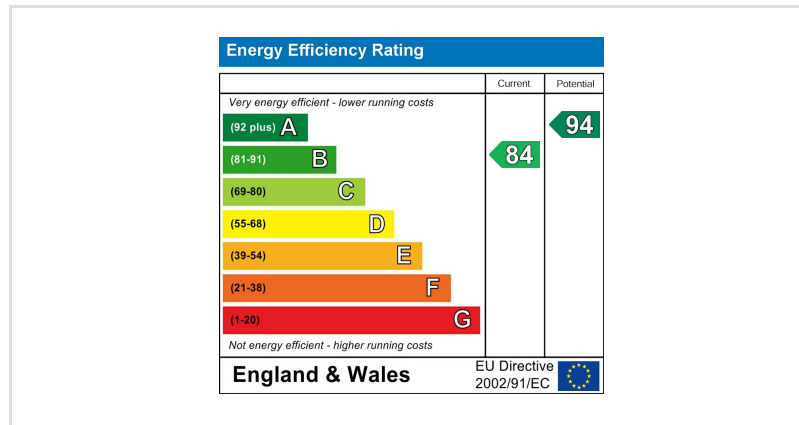 Energy Efficiency Rating
Current Potential
Very energy efficient - lower running costs
(92 plus) A
94
(81-91) B
84
(69-80) C
(55-68) D
(39-54) E
(21-38) F
(1-20) G
Not energy efficient - higher running costs
England & Wales
EU Directive
2002/91/EC